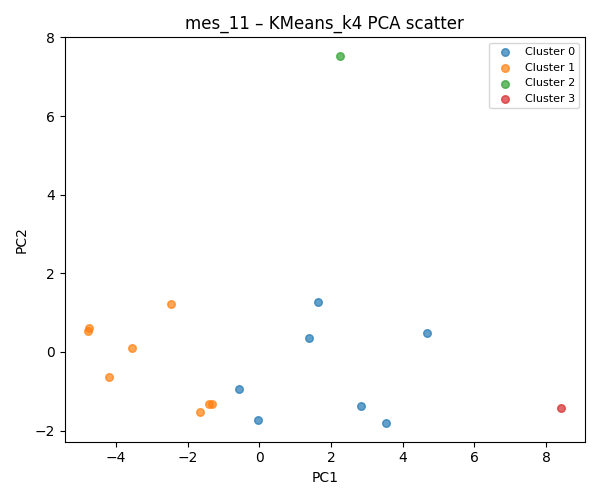 mes_11 – KMeans_k4 PCA scatter
8
6
4
2
0
−2
PC2
Cluster 0
Cluster 1
Cluster 2
Cluster 3
−4 −2 0 2 4 6 8
PC1